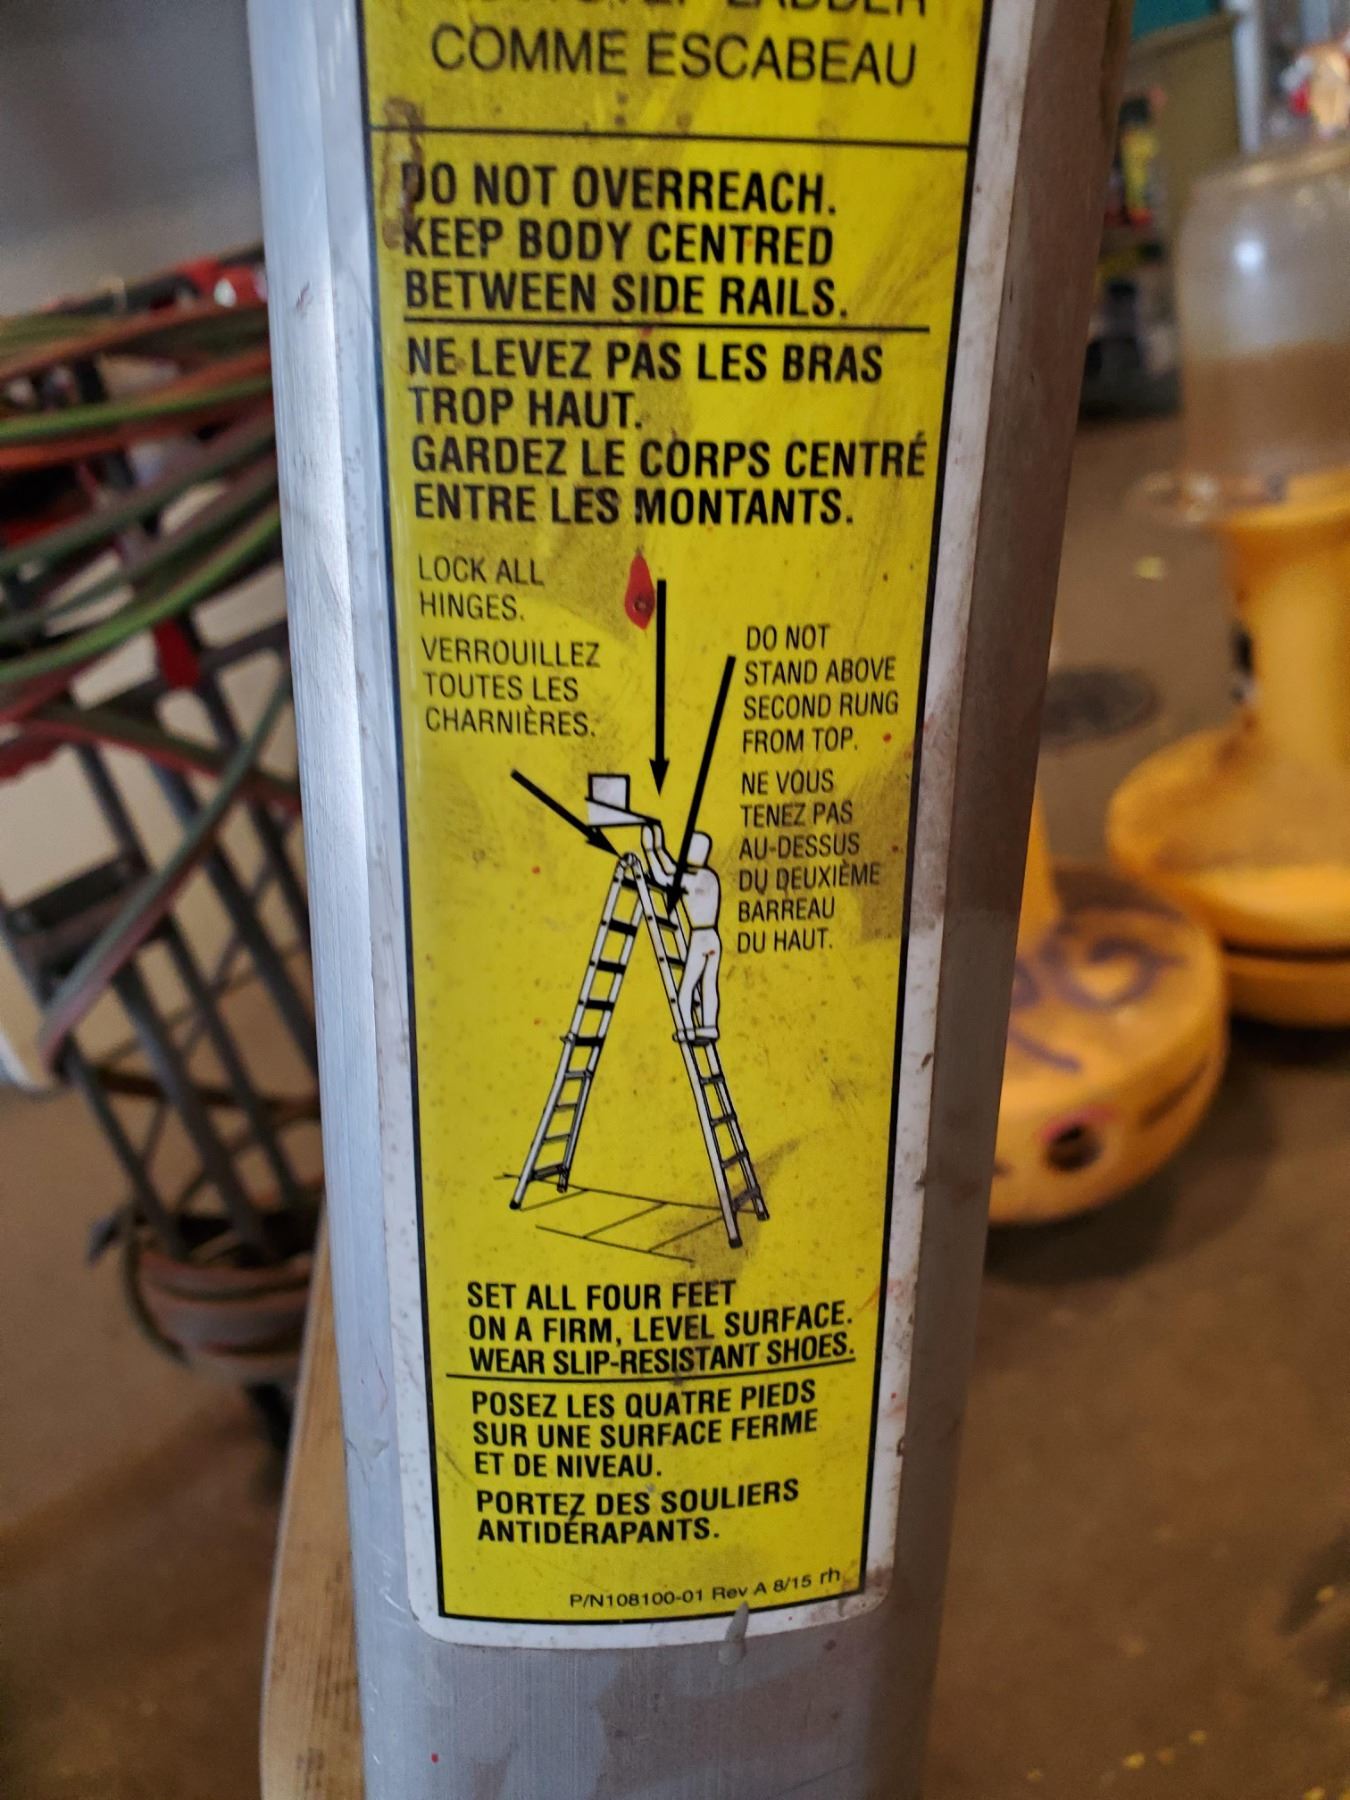 LADDER
COMME ESCABEAU
DO NOT OVERREACH.
KEEP BODY CENTRED
BETWEEN SIDE RAILS.
NE LEVEZ PAS LES BRAS
TROP HAUT.
GARDEZ LE CORPS CENTRÉ
ENTRE LES MONTANTS.
LOCK ALL
HINGES.
VERROUILLEZ
TOUTES LES
CHARNIÈRES.
DO NOT
STAND ABOVE
SECOND RUNG
FROM TOP.
NE VOUS
TENEZ PAS
AU-DESSUS
DU DEUXIÈME
BARREAU
DU HAUT.
SET ALL FOUR FEET
ON A FIRM, LEVEL SURFACE.
WEAR SLIP-RESISTANT SHOES.
POSEZ LES QUATRE PIEDS
SUR UNE SURFACE FERME
ET DE NIVEAU.
PORTEZ DES SOULIERS
ANTIDÉRAPANTS.
P/N108100-01 Rev A 8/15 rh